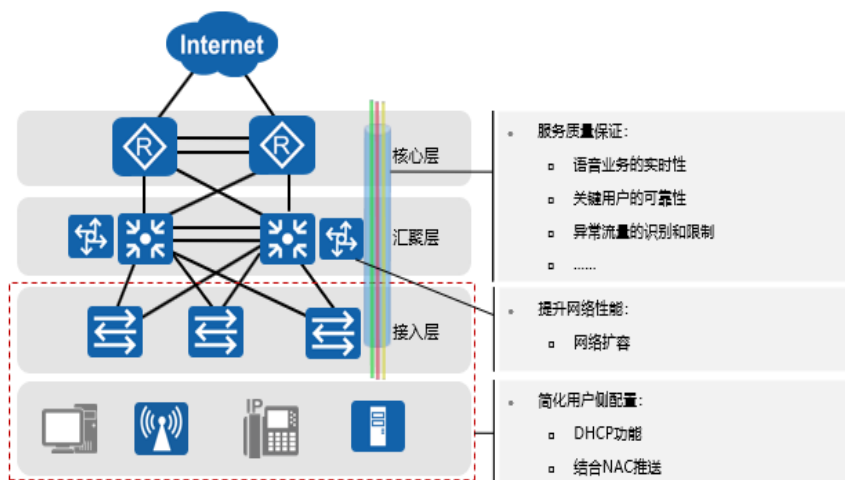 Internet
R
R
核心层
汇聚层
接入层
IP
服务质量保证：
语音业务的实时性
关键用户的可靠性
异常流量的识别和限制
......
提升网络性能：
网络扩容
简化用户侧配置：
DHCP功能
结合NAC推送